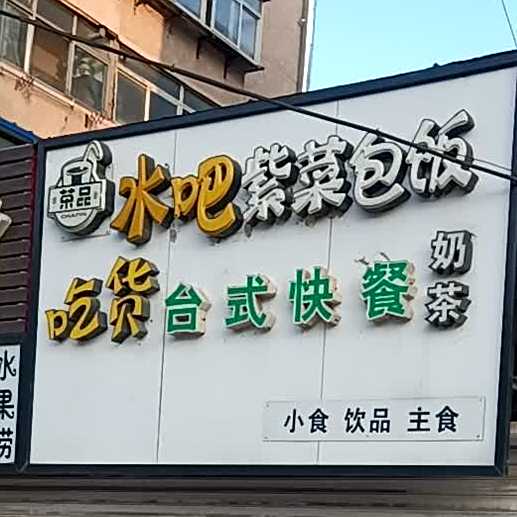 茶品
水吧紫菜包饭
吃货台式快餐
奶茶
小食 饮品 主食
水果捞